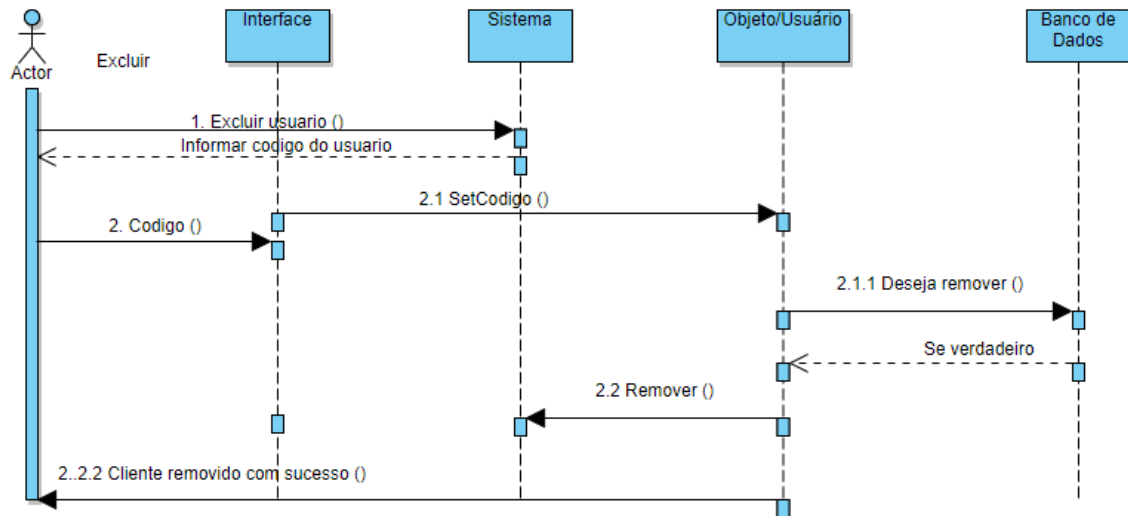 Interface
Sistema
Objeto/Usuário
Banco de
Dados
Actor
Excluir
1. Excluir usuario ()
Informar codigo do usuario
2.1 SetCodigo ()
2. Codigo ()
2.1.1 Deseja remover ()
Se verdadeiro
2.2 Remover ()
2..2.2 Cliente removido com sucesso ()